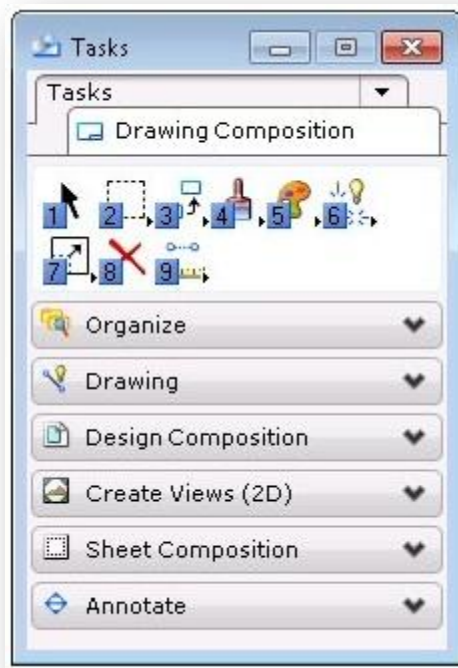 Tasks
Tasks
Drawing Composition
1 2 3 4 5 6
7 8 9
Organize
Drawing
Design Composition
Create Views (2D)
Sheet Composition
Annotate